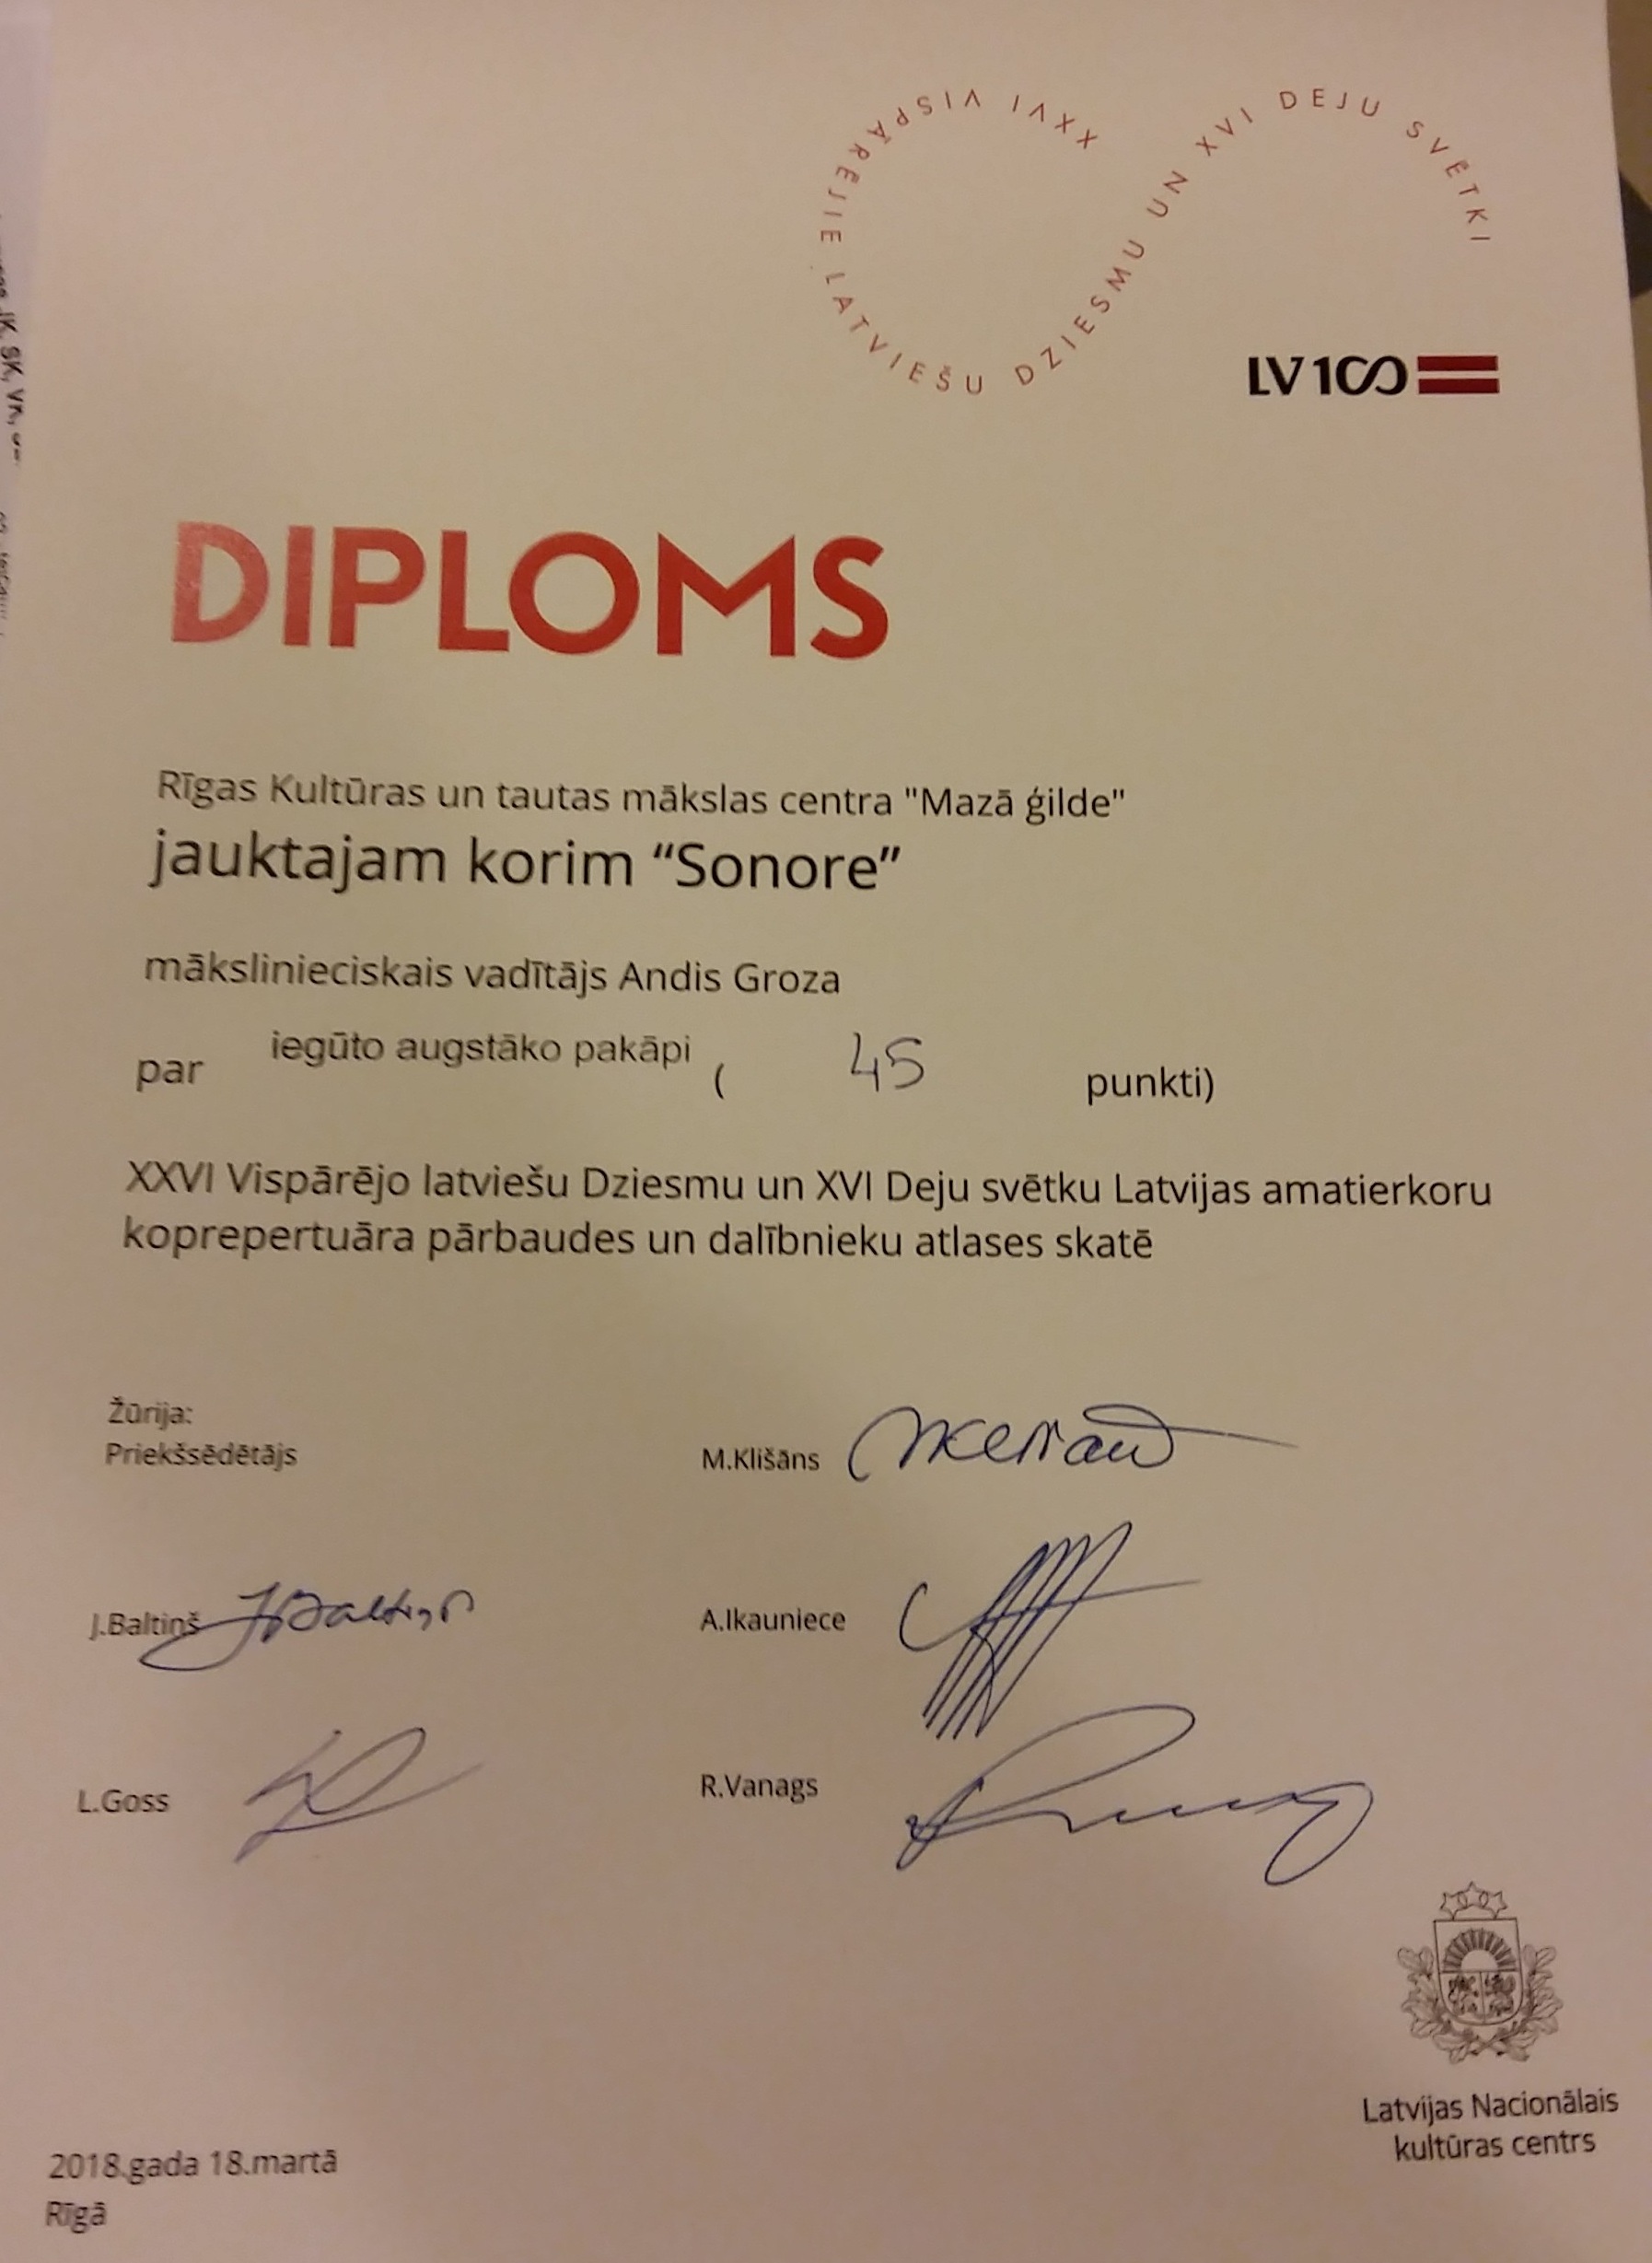 XXVI VISPĀRĒJIE LATVIEŠU DZIESMU UN XVI DEJU SVĒTKI
LV100
DIPLOMS
Rīgas Kultūras un tautas mākslas centra "Mazā ģilde"
jauktajam korim “Sonore”
mākslinieciskais vadītājs Andis Groza
par iegūto augstāko pakāpi ( 45 punkti)
XXVI Vispārējo latviešu Dziesmu un XVI Deju svētku Latvijas amatierkoru
koprepertuāra pārbaudes un dalībnieku atlases skatē
Žūrija:
Priekšsēdētājs M.Klišāns
J.Baltiņš JBaltiņš A.Ikauniece
L.Goss R.Vanags
Latvijas Nacionālais
kultūras centrs
2018.gada 18.martā
Rīgā